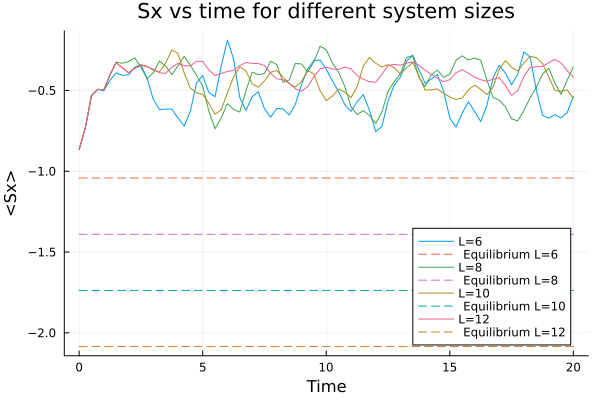 Sx vs time for different system sizes
<Sx>
−0.5
−1.0
−1.5
−2.0
L=6
Equilibrium L=6
L=8
Equilibrium L=8
L=10
Equilibrium L=10
L=12
Equilibrium L=12
0
5
10
15
20
Time